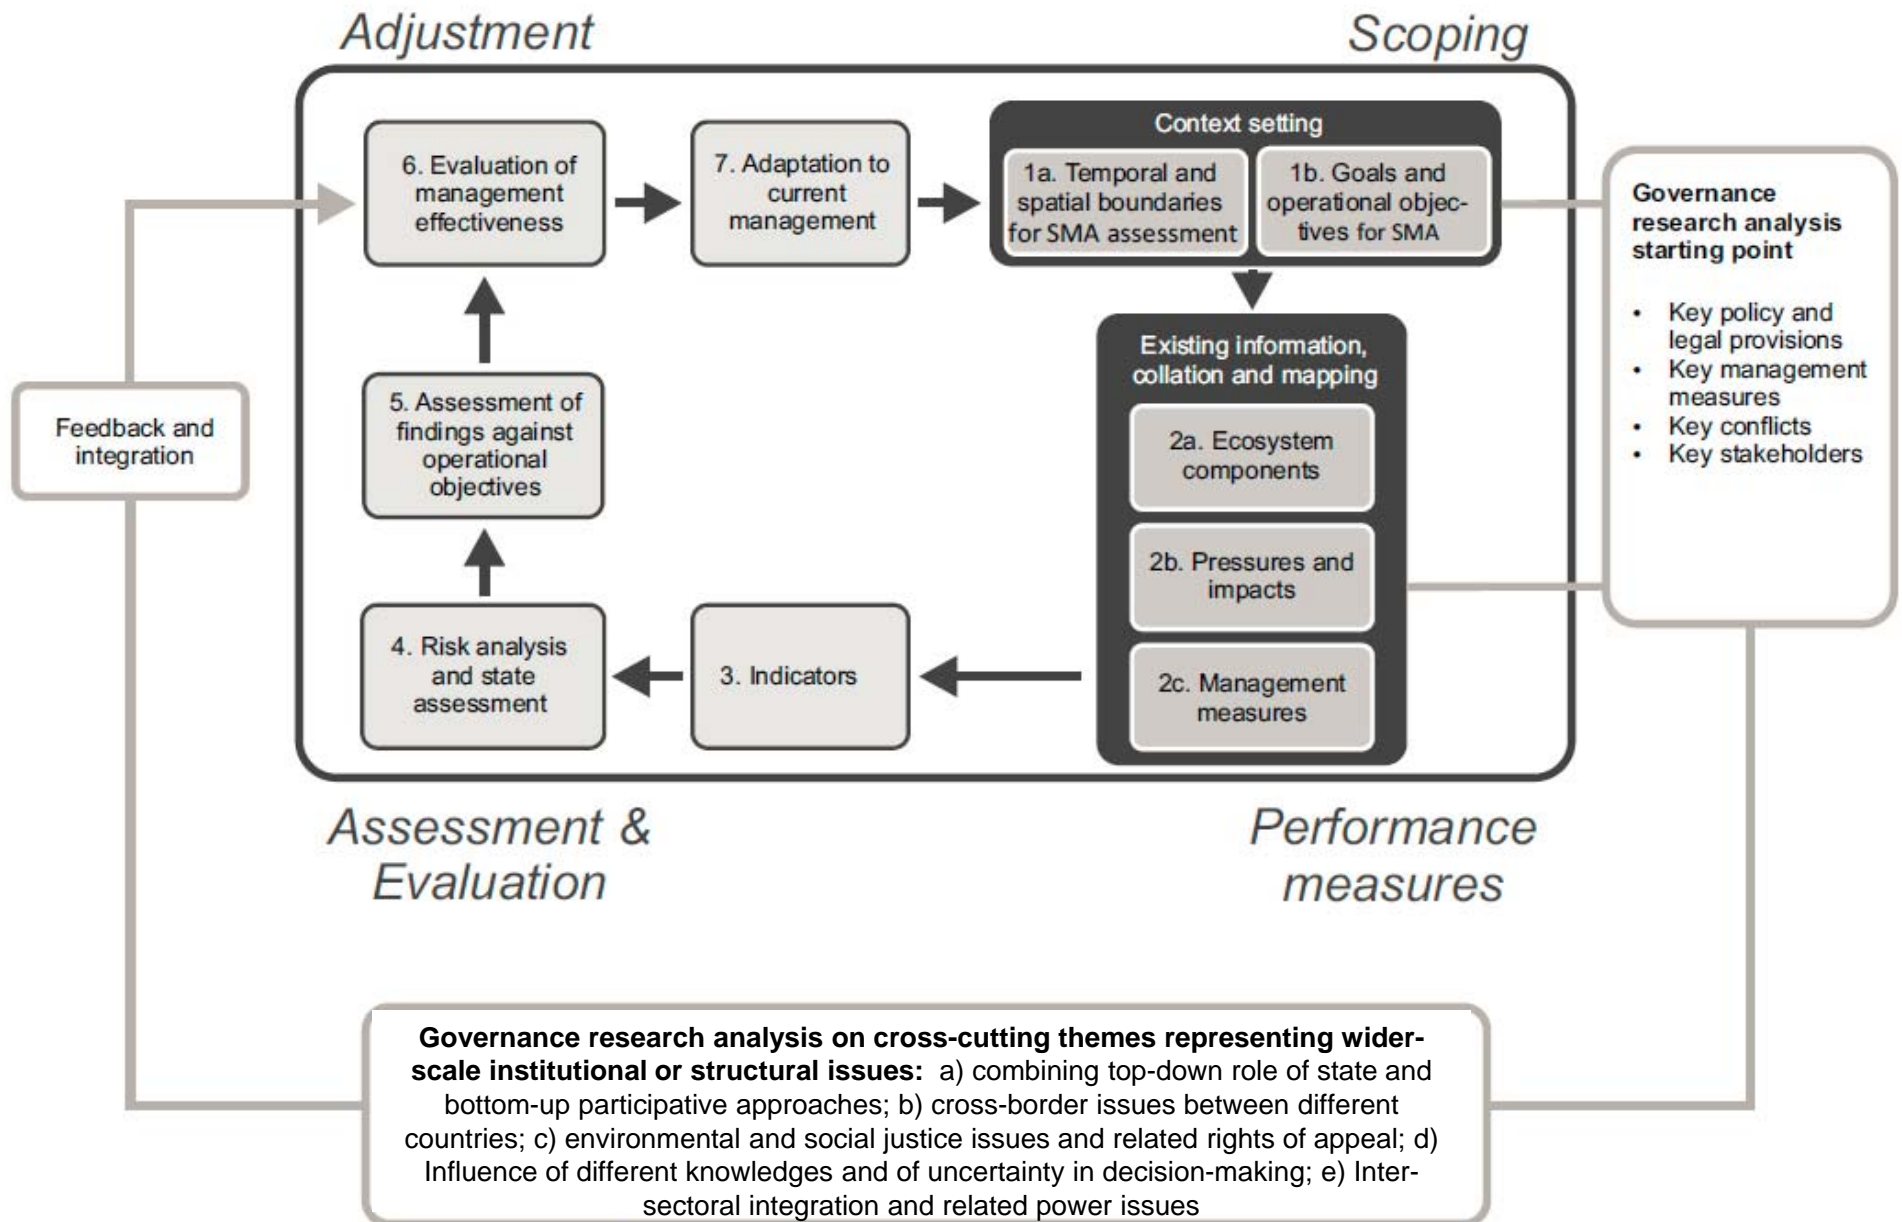 Adjustment
Scoping
6. Evaluation of
management
effectiveness
7. Adaptation to
current
management
Context setting
1a. Temporal and
spatial boundaries
for SMA assessment
1b. Goals and
operational objec-
tives for SMA
Governance
research analysis
starting point
• Key policy and
legal provisions
• Key management
measures
• Key conflicts
• Key stakeholders
Existing information,
collation and mapping
2a. Ecosystem
components
2b. Pressures and
impacts
2c. Management
measures
3. Indicators
4. Risk analysis
and state
assessment
5. Assessment of
findings against
operational
objectives
Feedback and
integration
Assessment &
Evaluation
Performance
measures
Governance research analysis on cross-cutting themes representing wider-
scale institutional or structural issues: a) combining top-down role of state and
bottom-up participative approaches; b) cross-border issues between different
countries; c) environmental and social justice issues and related rights of appeal; d)
Influence of different knowledges and of uncertainty in decision-making; e) Inter-
sectoral integration and related power issues